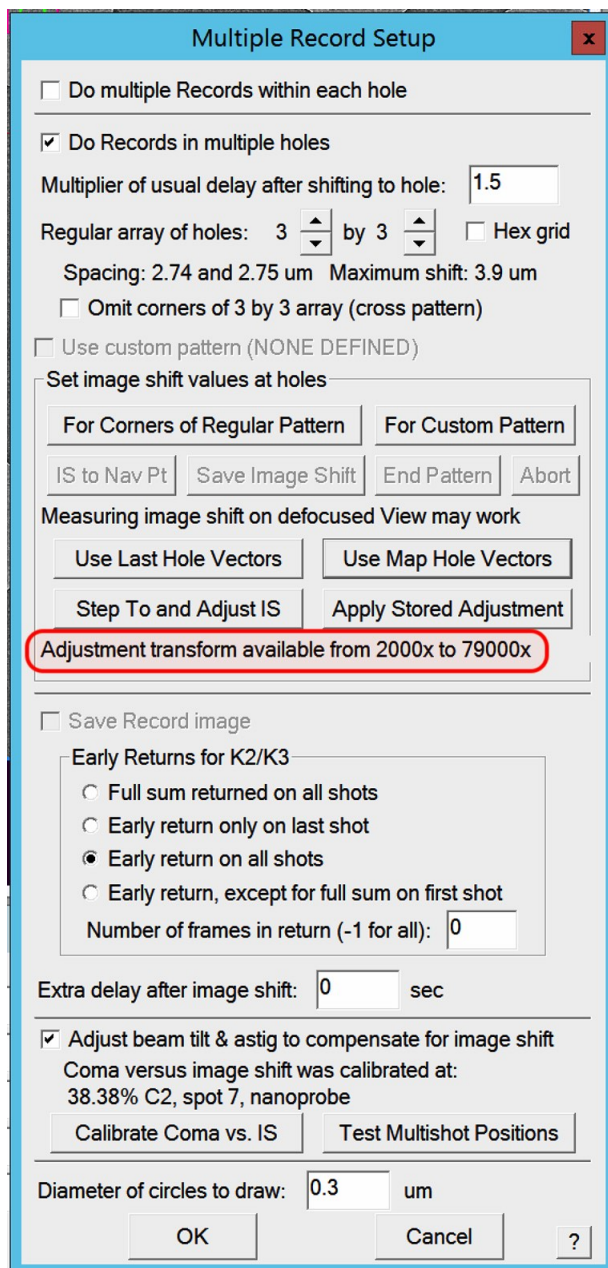 Multiple Record Setup
x
Do multiple Records within each hole
Do Records in multiple holes
Multiplier of usual delay after shifting to hole: 1.5
Regular array of holes: 3 by 3 Hex grid
Spacing: 2.74 and 2.75 um Maximum shift: 3.9 um
Omit corners of 3 by 3 array (cross pattern)
Use custom pattern (NONE DEFINED)
Set image shift values at holes
For Corners of Regular Pattern For Custom Pattern
IS to Nav Pt Save Image Shift End Pattern Abort
Measuring image shift on defocused View may work
Use Last Hole Vectors Use Map Hole Vectors
Step To and Adjust IS Apply Stored Adjustment
Adjustment transform available from 2000x to 79000x
Save Record image
Early Returns for K2/K3
Full sum returned on all shots
Early return only on last shot
Early return on all shots
Early return, except for full sum on first shot
Number of frames in return (-1 for all): 0
Extra delay after image shift: 0 sec
Adjust beam tilt & astig to compensate for image shift
Coma versus image shift was calibrated at:
38.38% C2, spot 7, nanoprobe
Calibrate Coma vs. IS Test Multishot Positions
Diameter of circles to draw: 0.3 um
OK Cancel ?